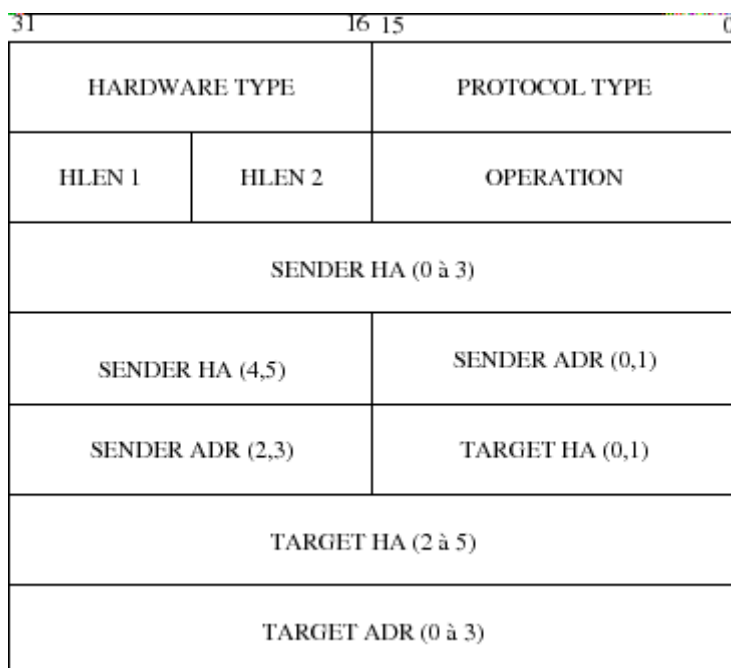 31 16 15 0
HARDWARE TYPE PROTOCOL TYPE
HLEN 1 HLEN 2 OPERATION
SENDER HA (0 à 3)
SENDER HA (4,5) SENDER ADR (0,1)
SENDER ADR (2,3) TARGET HA (0,1)
TARGET HA (2 à 5)
TARGET ADR (0 à 3)